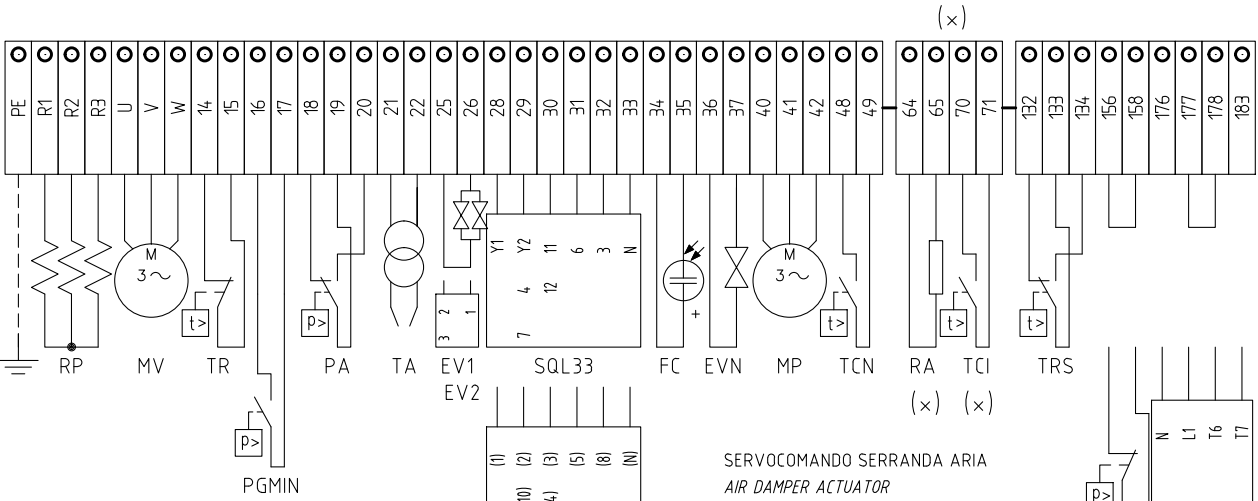 (x)
PE R1 R2 R3 U V W 14 15 16 17 18 19 20 21 22 25 26 28 29 30 31 32 33 34 35 36 37 40 41 42 48 49 64 65 70 71 132 133 134 156 158 176 177 178 183
Y1 Y2 11 6 3 N
M M
3~ 3~
4 12
t> p> 3 2 1 7 + t> t> t>
RP MV TR PA TA EV1 SQL33 FC EVN MP TCN RA TCI TRS
EV2
(x) (x)
p>
N L1 T6 T7
(1) (2) (3) (5) (8) (N)
SERVOCOMANDO SERRANDA ARIA
PGMIN
AIR DAMPER ACTUATOR
p>